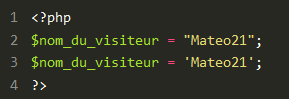 1 <?php
2 $nom_du_visiteur = "Mateo21";
3 $nom_du_visiteur = 'Mateo21';
4 ?>